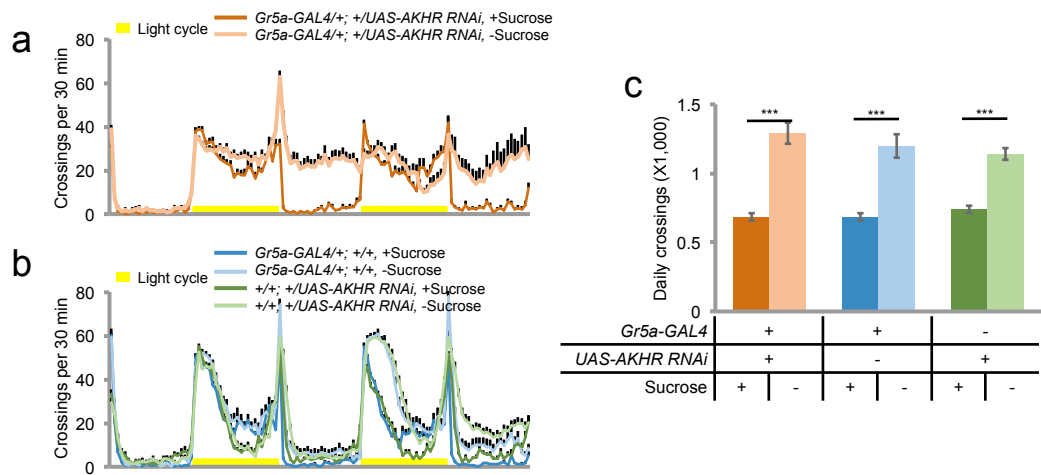 a
Light cycle
Gr5a-GAL4/+; +/UAS-AKHR RNAi, +Sucrose
Gr5a-GAL4/+; +/UAS-AKHR RNAi, -Sucrose
Crossings per 30 min
80
60
40
20
0
b
Light cycle
Gr5a-GAL4/+; +/+, +Sucrose
Gr5a-GAL4/+; +/+, -Sucrose
+/+; +/UAS-AKHR RNAi, +Sucrose
+/+; +/UAS-AKHR RNAi, -Sucrose
Crossings per 30 min
80
60
40
20
0
c
Daily crossings (X1,000)
1.5
1
0.5
0
*** *** ***
Gr5a-GAL4 + + -
UAS-AKHR RNAi + - +
Sucrose + - + - + -